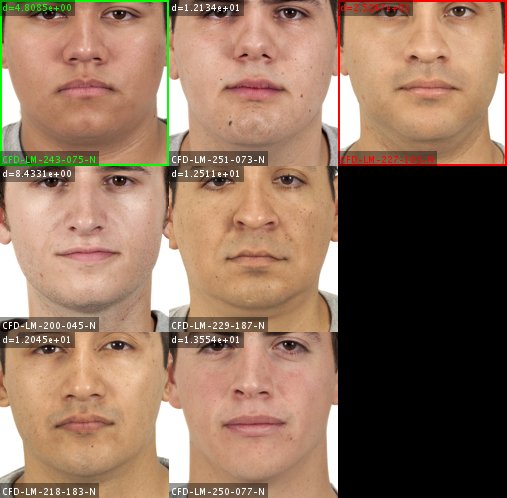 d=4.8085e+00
d=1.2134e+01
CFD-LM-243-075-N
CFD-LM-251-073-N
d=8.4331e+00
d=1.2511e+01
CFD-LM-200-045-N
CFD-LM-229-187-N
d=1.2045e+01
d=1.3554e+01
CFD-LM-218-183-N
CFD-LM-250-077-N